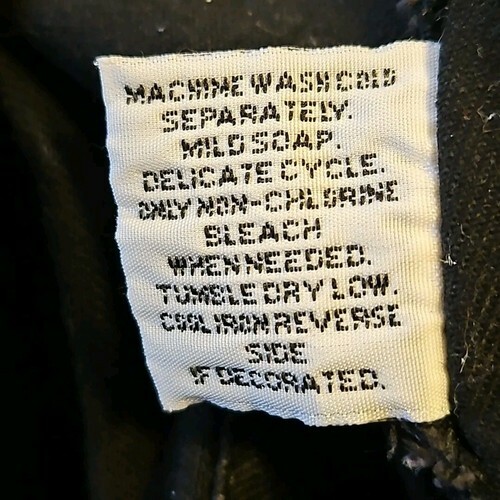 MACHINE WASH COLD
SEPARATELY.
MILD SOAP.
DELICATE CYCLE.
ONLY NON-CHLORINE
BLEACH
WHEN NEEDED.
TUMBLE DRY LOW.
COOL IRON REVERSE
SIDE
IF DECORATED.